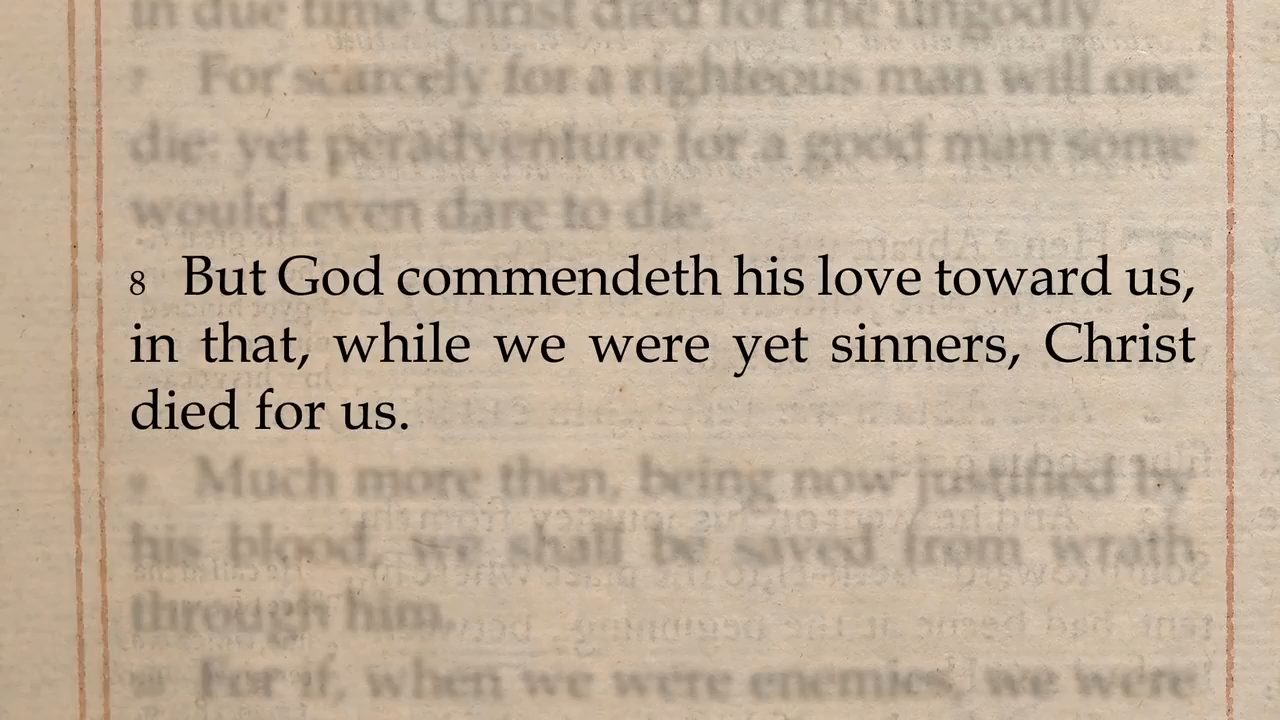 in due time Christ died for the ungodly
7 For scarcely for a righteous man will one
die: yet peradventure for a good man some
would even dare to die.
8 But God commendeth his love toward us,
in that, while we were yet sinners, Christ
died for us.
9 Much more then, being now justified by
his blood, we shall be saved from wrath
through him.
For if, when we were enemies, we were